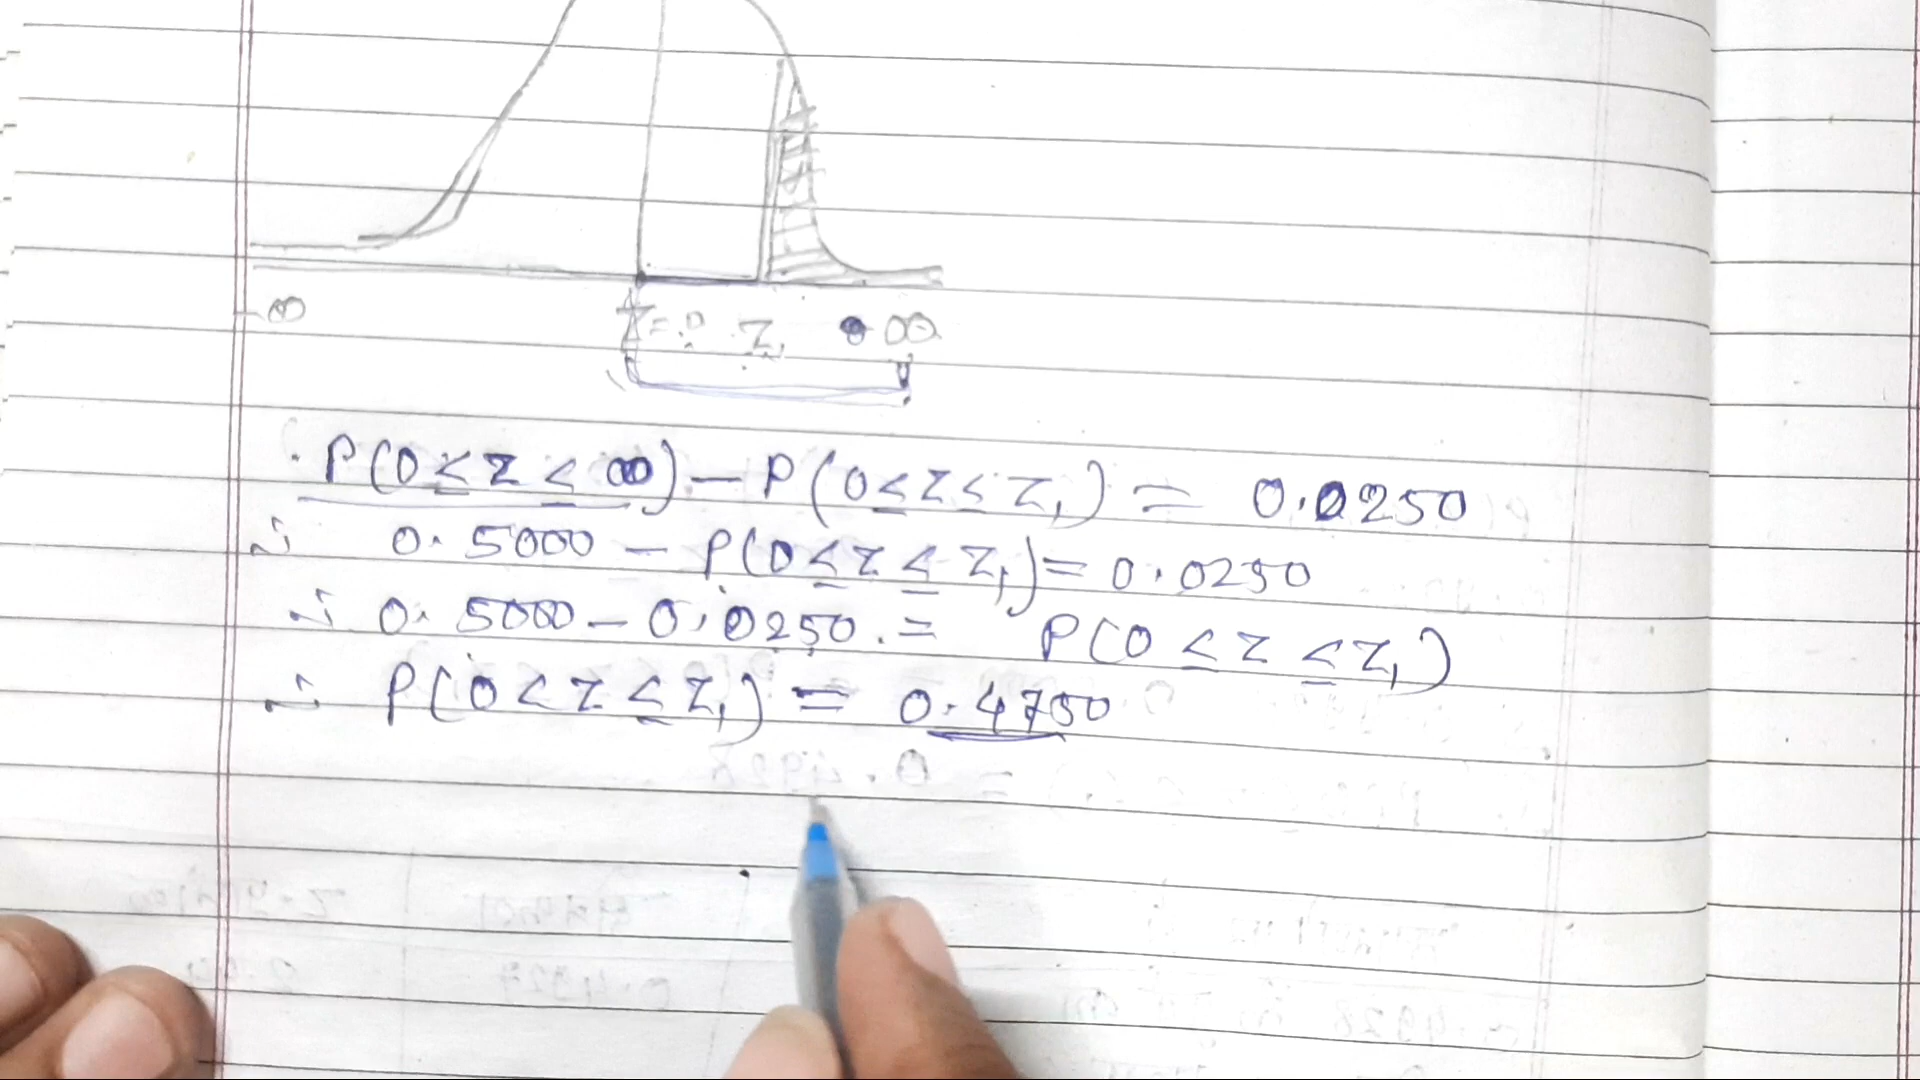 -∞ Z=0 Z₁ ∞
P(0≤z≤∞)-P(0≤z≤z₁) = 0.0250
∴ 0.5000 - P(0≤z≤z₁) = 0.0250
∴ 0.5000 - 0.0250. = P(0≤z≤z₁)
∴ P(0<z≤z₁) = 0.4750